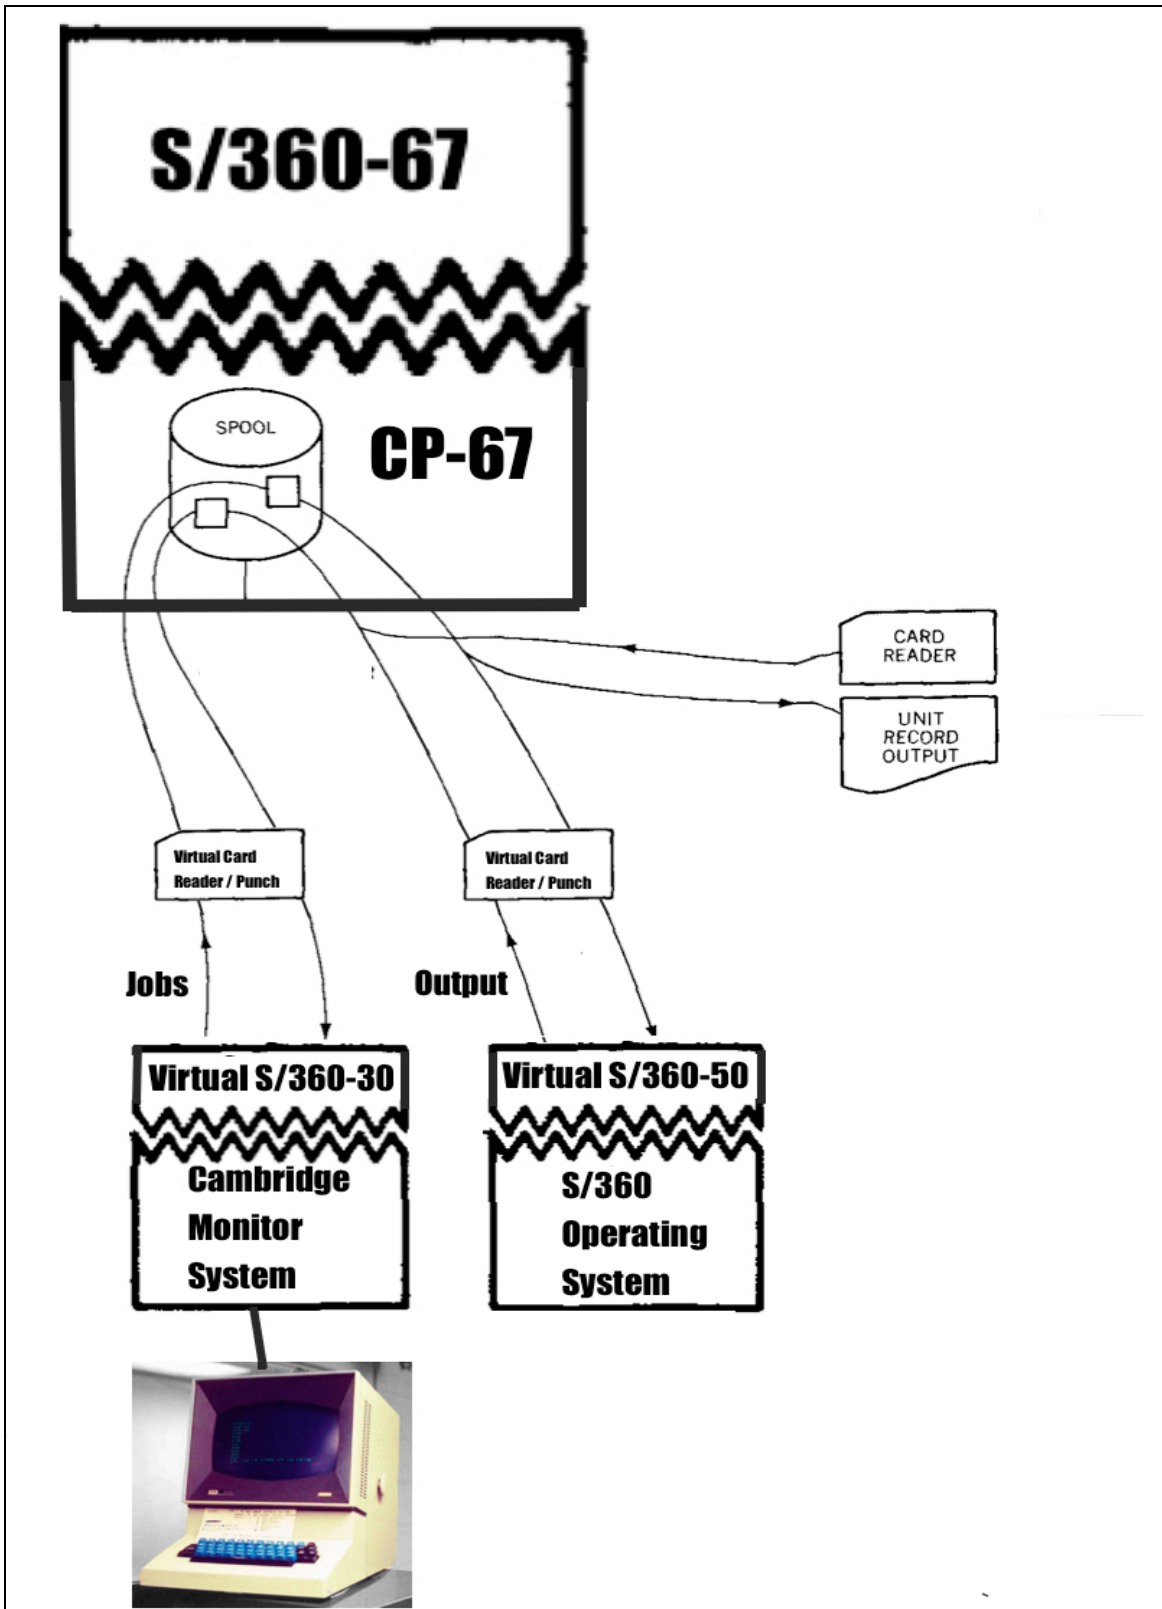 S/360-67
SPOOL
CP-67
CARD
READER
UNIT
RECORD
OUTPUT
Virtual Card
Reader / Punch
Virtual Card
Reader / Punch
Jobs
Output
Virtual S/360-30
Virtual S/360-50
Cambridge
Monitor
System
S/360
Operating
System